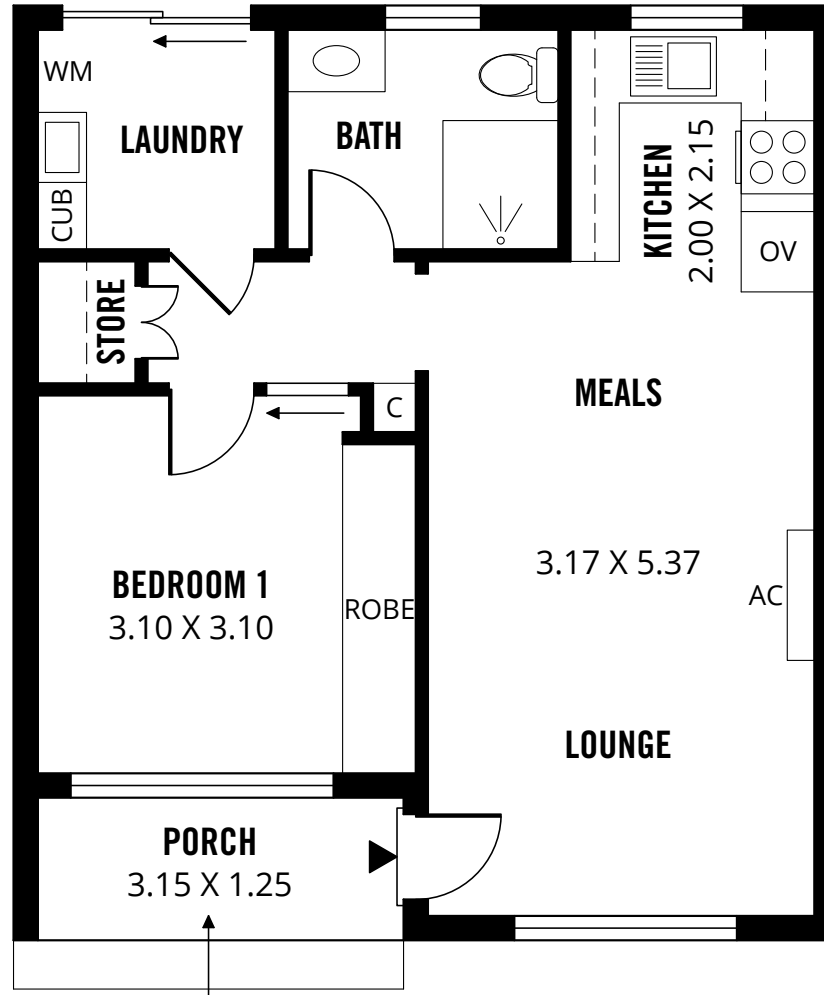 WM
LAUNDRY
CUB
BATH
KITCHEN
2.00 X 2.15
OV
STORE
C
MEALS
3.17 X 5.37
AC
BEDROOM 1
3.10 X 3.10
ROBE
LOUNGE
PORCH
3.15 X 1.25